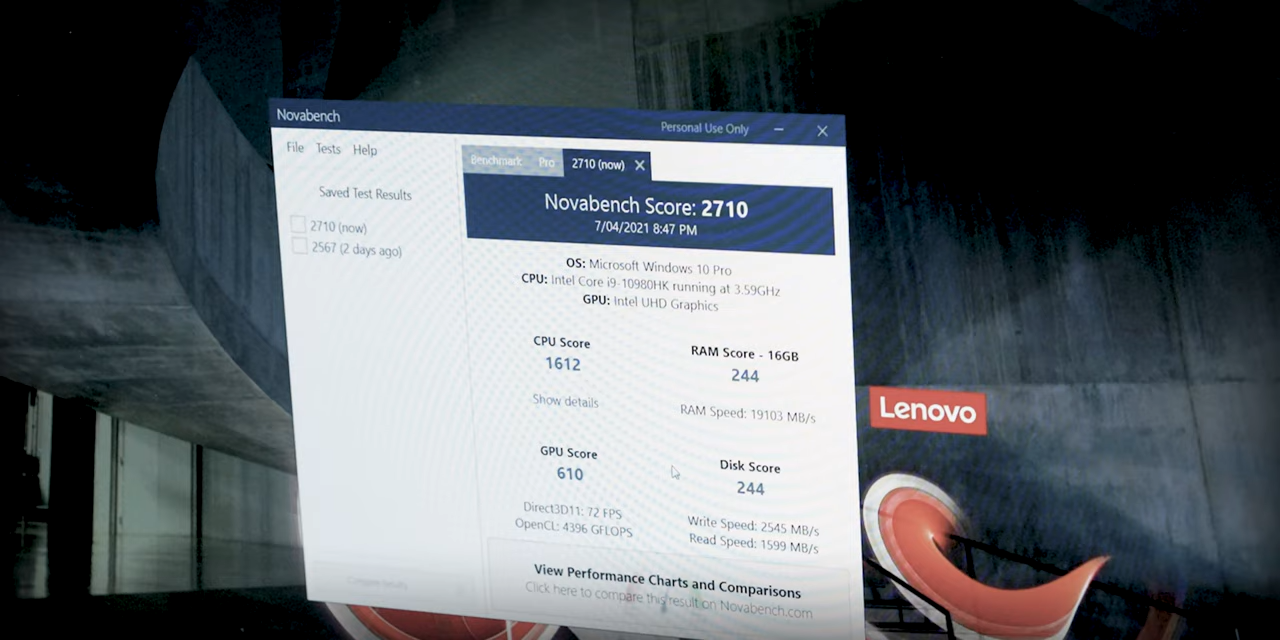 Novabench
Personal Use Only
File Tests Help
Saved Test Results
2710 (now)
2567 (2 days ago)
Benchmark Pro 2710 (now)
Novabench Score: 2710
7/04/2021 8:47 PM
OS: Microsoft Windows 10 Pro
CPU: Intel Core i9-10980HK running at 3.59GHz
GPU: Intel UHD Graphics
CPU Score
1612
Show details
RAM Score - 16GB
244
RAM Speed: 19103 MB/s
GPU Score
610
Direct3D11: 72 FPS
OpenCL: 4396 GFLOPS
Disk Score
244
Write Speed: 2545 MB/s
Read Speed: 1599 MB/s
View Performance Charts and Comparisons
Click here to compare this result on Novabench.com
Lenovo